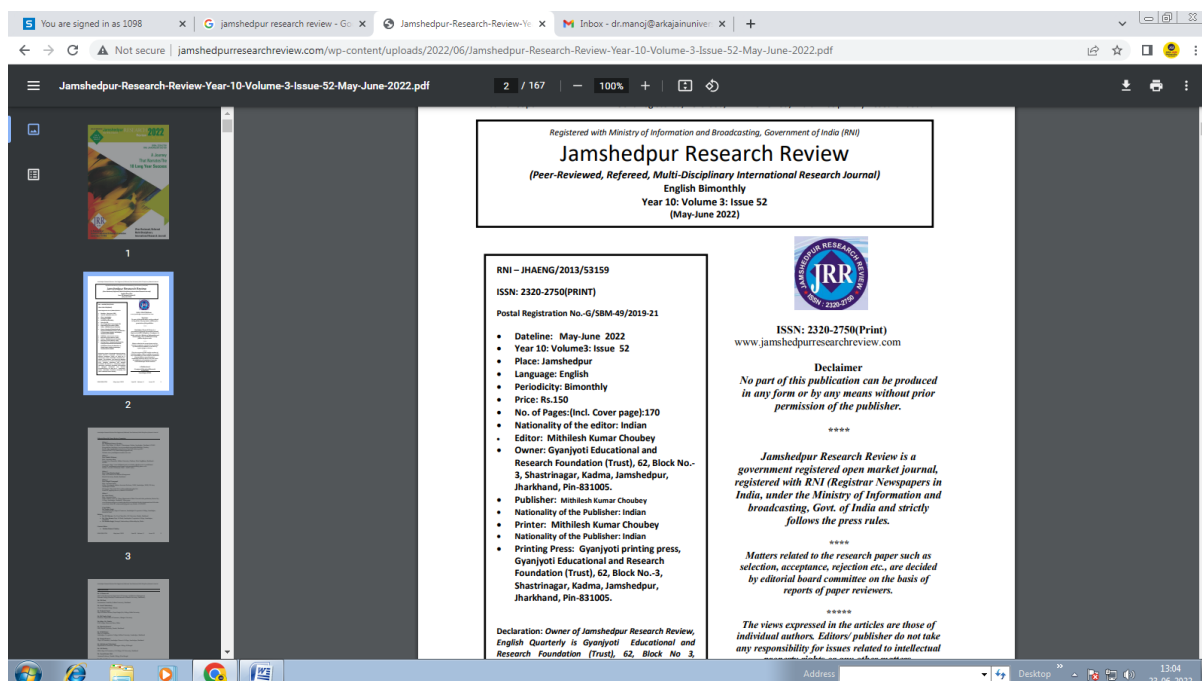 You are signed in as 1098
jamshedpur research review - Go
Jamshedpur-Research-Review-Ye
Inbox - dr.manoj@arkajainuniver
Not secure
jamshedpurresearchreview.com/wp-content/uploads/2022/06/Jamshedpur-Research-Review-Year-10-Volume-3-Issue-52-May-June-2022.pdf
Jamshedpur-Research-Review-Year-10-Volume-3-Issue-52-May-June-2022.pdf
2 / 167
100%
2022
1
2
3
Registered with Ministry of Information and Broadcasting, Government of India (RNI)
Jamshedpur Research Review
(Peer-Reviewed, Refereed, Multi-Disciplinary International Research Journal)
English Bimonthly
Year 10: Volume 3: Issue 52
(May-June 2022)
RNI – JHAENG/2013/53159
ISSN: 2320-2750(PRINT)
Postal Registration No.-G/SBM-49/2019-21
• Dateline: May-June 2022
• Year 10: Volume3: Issue 52
• Place: Jamshedpur
• Language: English
• Periodicity: Bimonthly
• Price: Rs.150
• No. of Pages:(Incl. Cover page):170
• Nationality of the editor: Indian
• Editor: Mithilesh Kumar Choubey
• Owner: Gyanjyoti Educational and
Research Foundation (Trust), 62, Block No.-
3, Shastrinagar, Kadma, Jamshedpur,
Jharkhand, Pin-831005.
• Publisher: Mithilesh Kumar Choubey
• Nationality of the Publisher: Indian
• Printer: Mithilesh Kumar Choubey
• Nationality of the Publisher: Indian
• Printing Press: Gyanjyoti printing press,
Gyanjyoti Educational and Research
Foundation (Trust), 62, Block No.-3,
Shastrinagar, Kadma, Jamshedpur,
Jharkhand, Pin-831005.
Declaration: Owner of Jamshedpur Research Review,
English Quarterly is Gyanjyoti Educational and
Research Foundation (Trust), 62, Block No 3,
JAMSHEDPUR RESEARCH REVIEW
JRR
ISSN : 2320-2750
ISSN: 2320-2750(Print)
www.jamshedpurresearchreview.com
Declaimer
No part of this publication can be produced
in any form or by any means without prior
permission of the publisher.
****
Jamshedpur Research Review is a
government registered open market journal,
registered with RNI (Registrar Newspapers in
India, under the Ministry of Information and
broadcasting, Govt. of India and strictly
follows the press rules.
****
Matters related to the research paper such as
selection, acceptance, rejection etc., are decided
by editorial board committee on the basis of
reports of paper reviewers.
*****
The views expressed in the articles are those of
individual authors. Editors/ publisher do not take
any responsibility for issues related to intellectual
Address
Desktop
13:04
23-06-2022